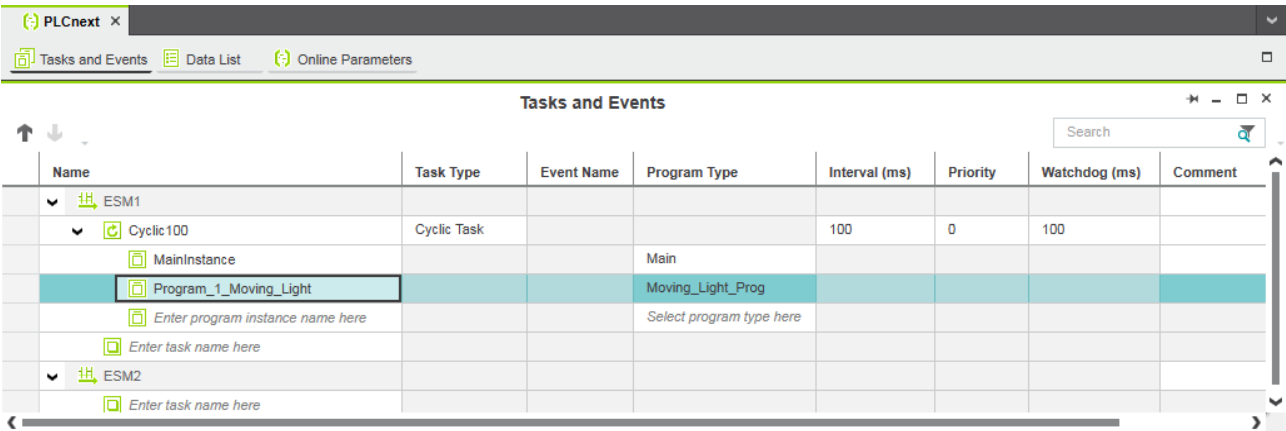 PLCnext
Tasks and Events Data List Online Parameters
Tasks and Events
Search
Name Task Type Event Name Program Type Interval (ms) Priority Watchdog (ms) Comment
ESM1
Cyclic100 Cyclic Task 100 0 100
MainInstance Main
Program_1_Moving_Light Moving_Light_Prog
Enter program instance name here Select program type here
Enter task name here
ESM2
Enter task name here